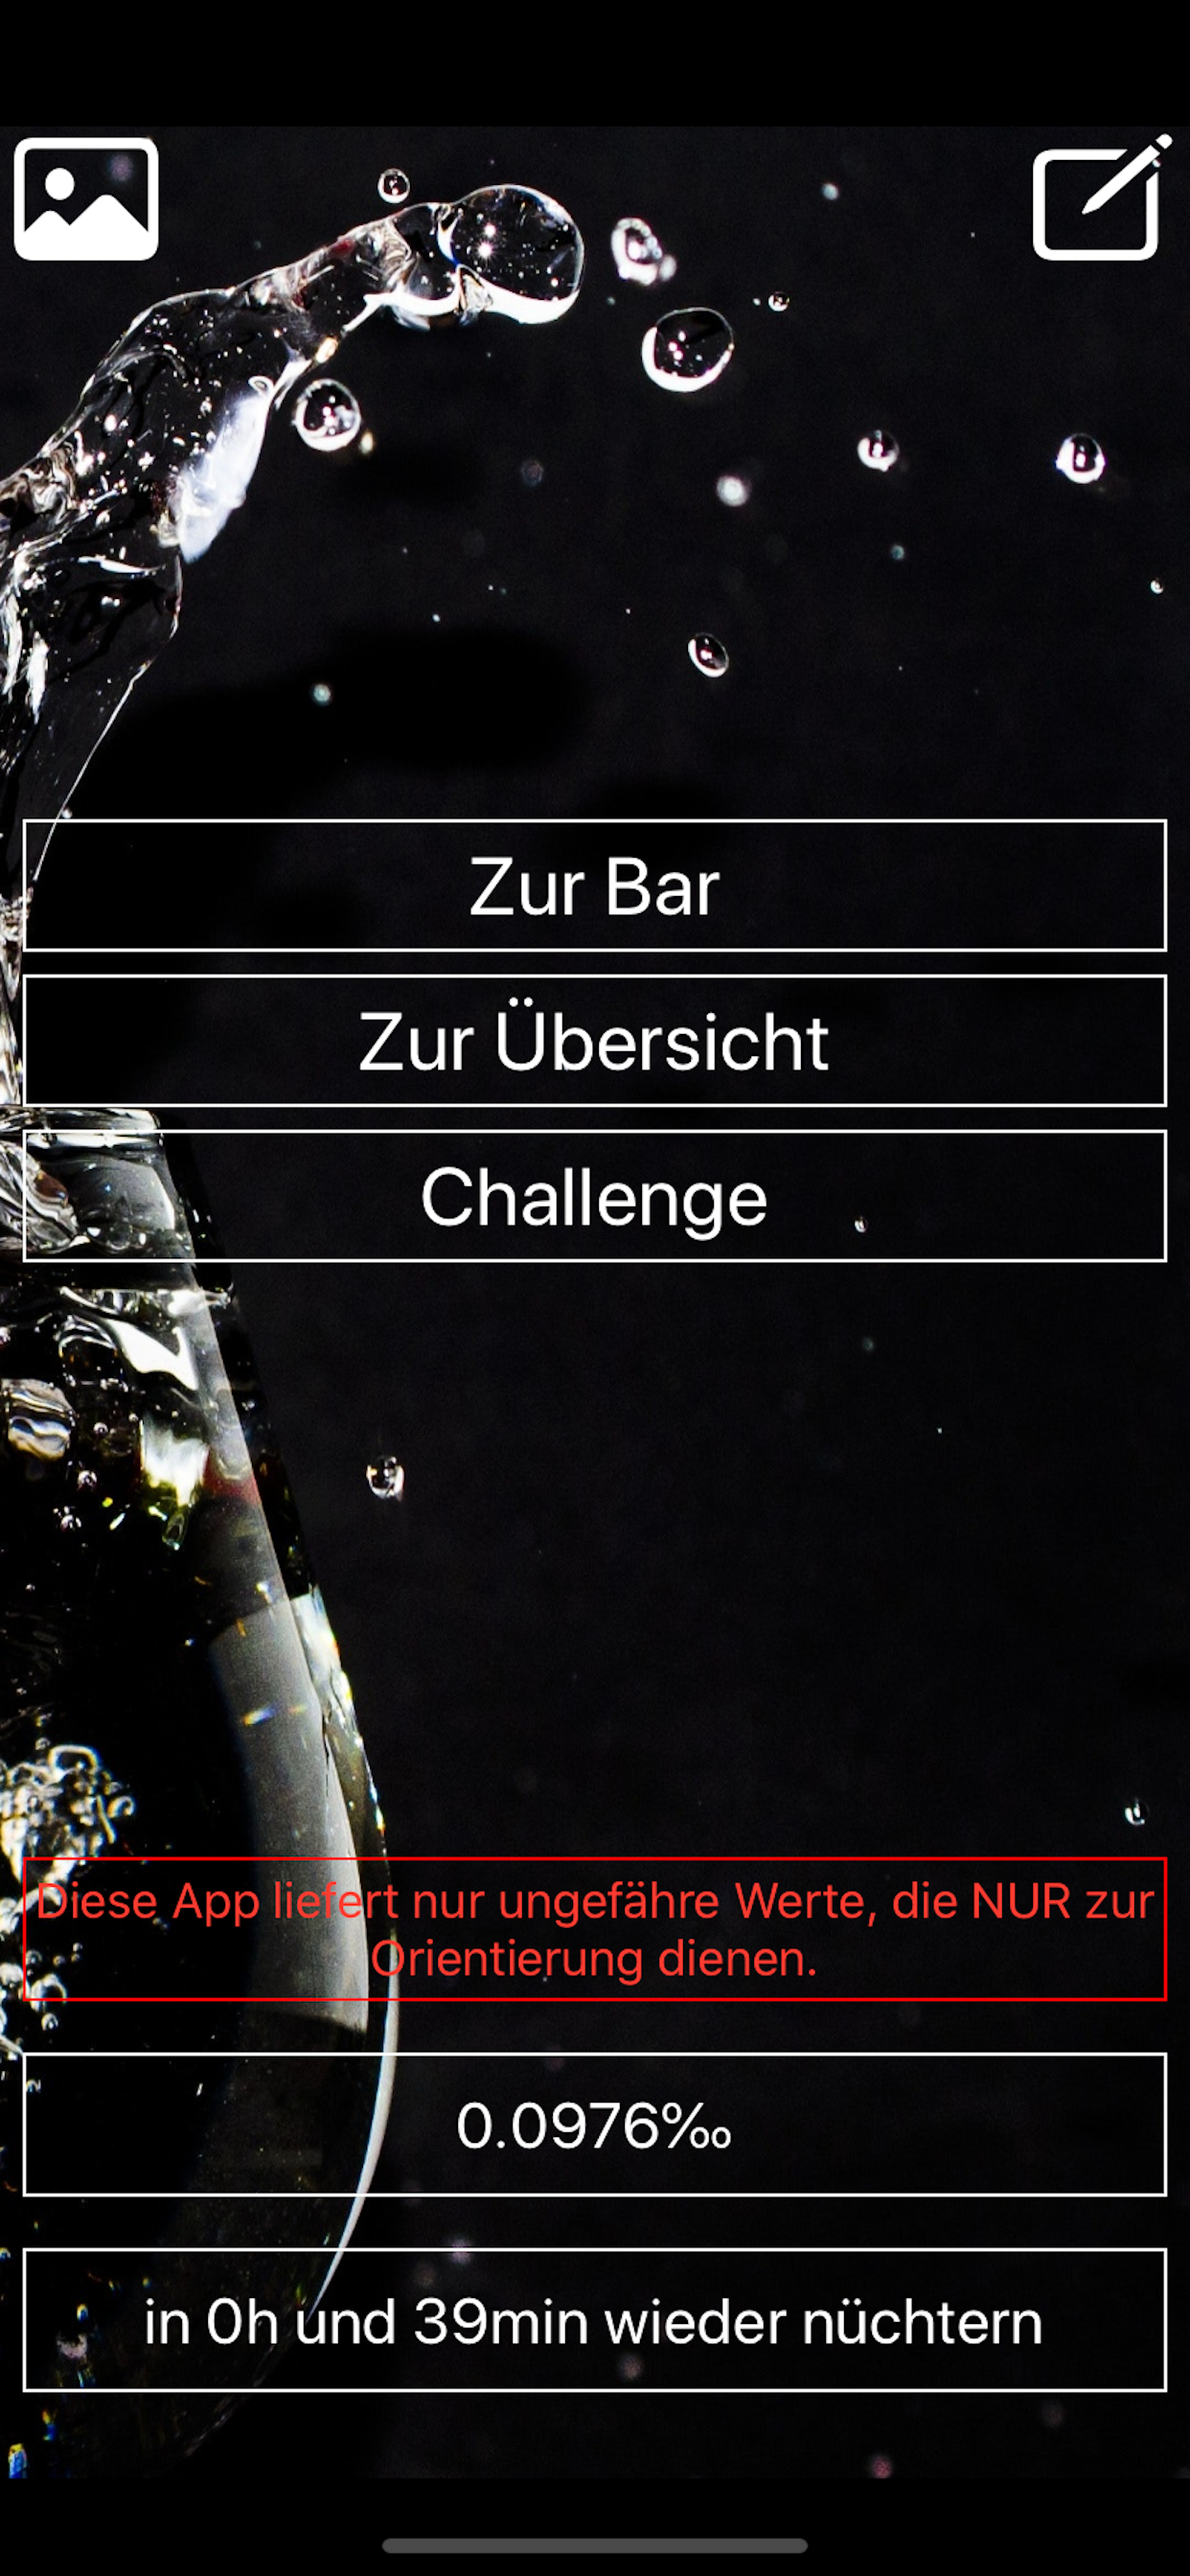 Zur Bar
Zur Übersicht
Challenge
Diese App liefert nur ungefähre Werte, die NUR zur
Orientierung dienen.
0.0976‰
in 0h und 39min wieder nüchtern